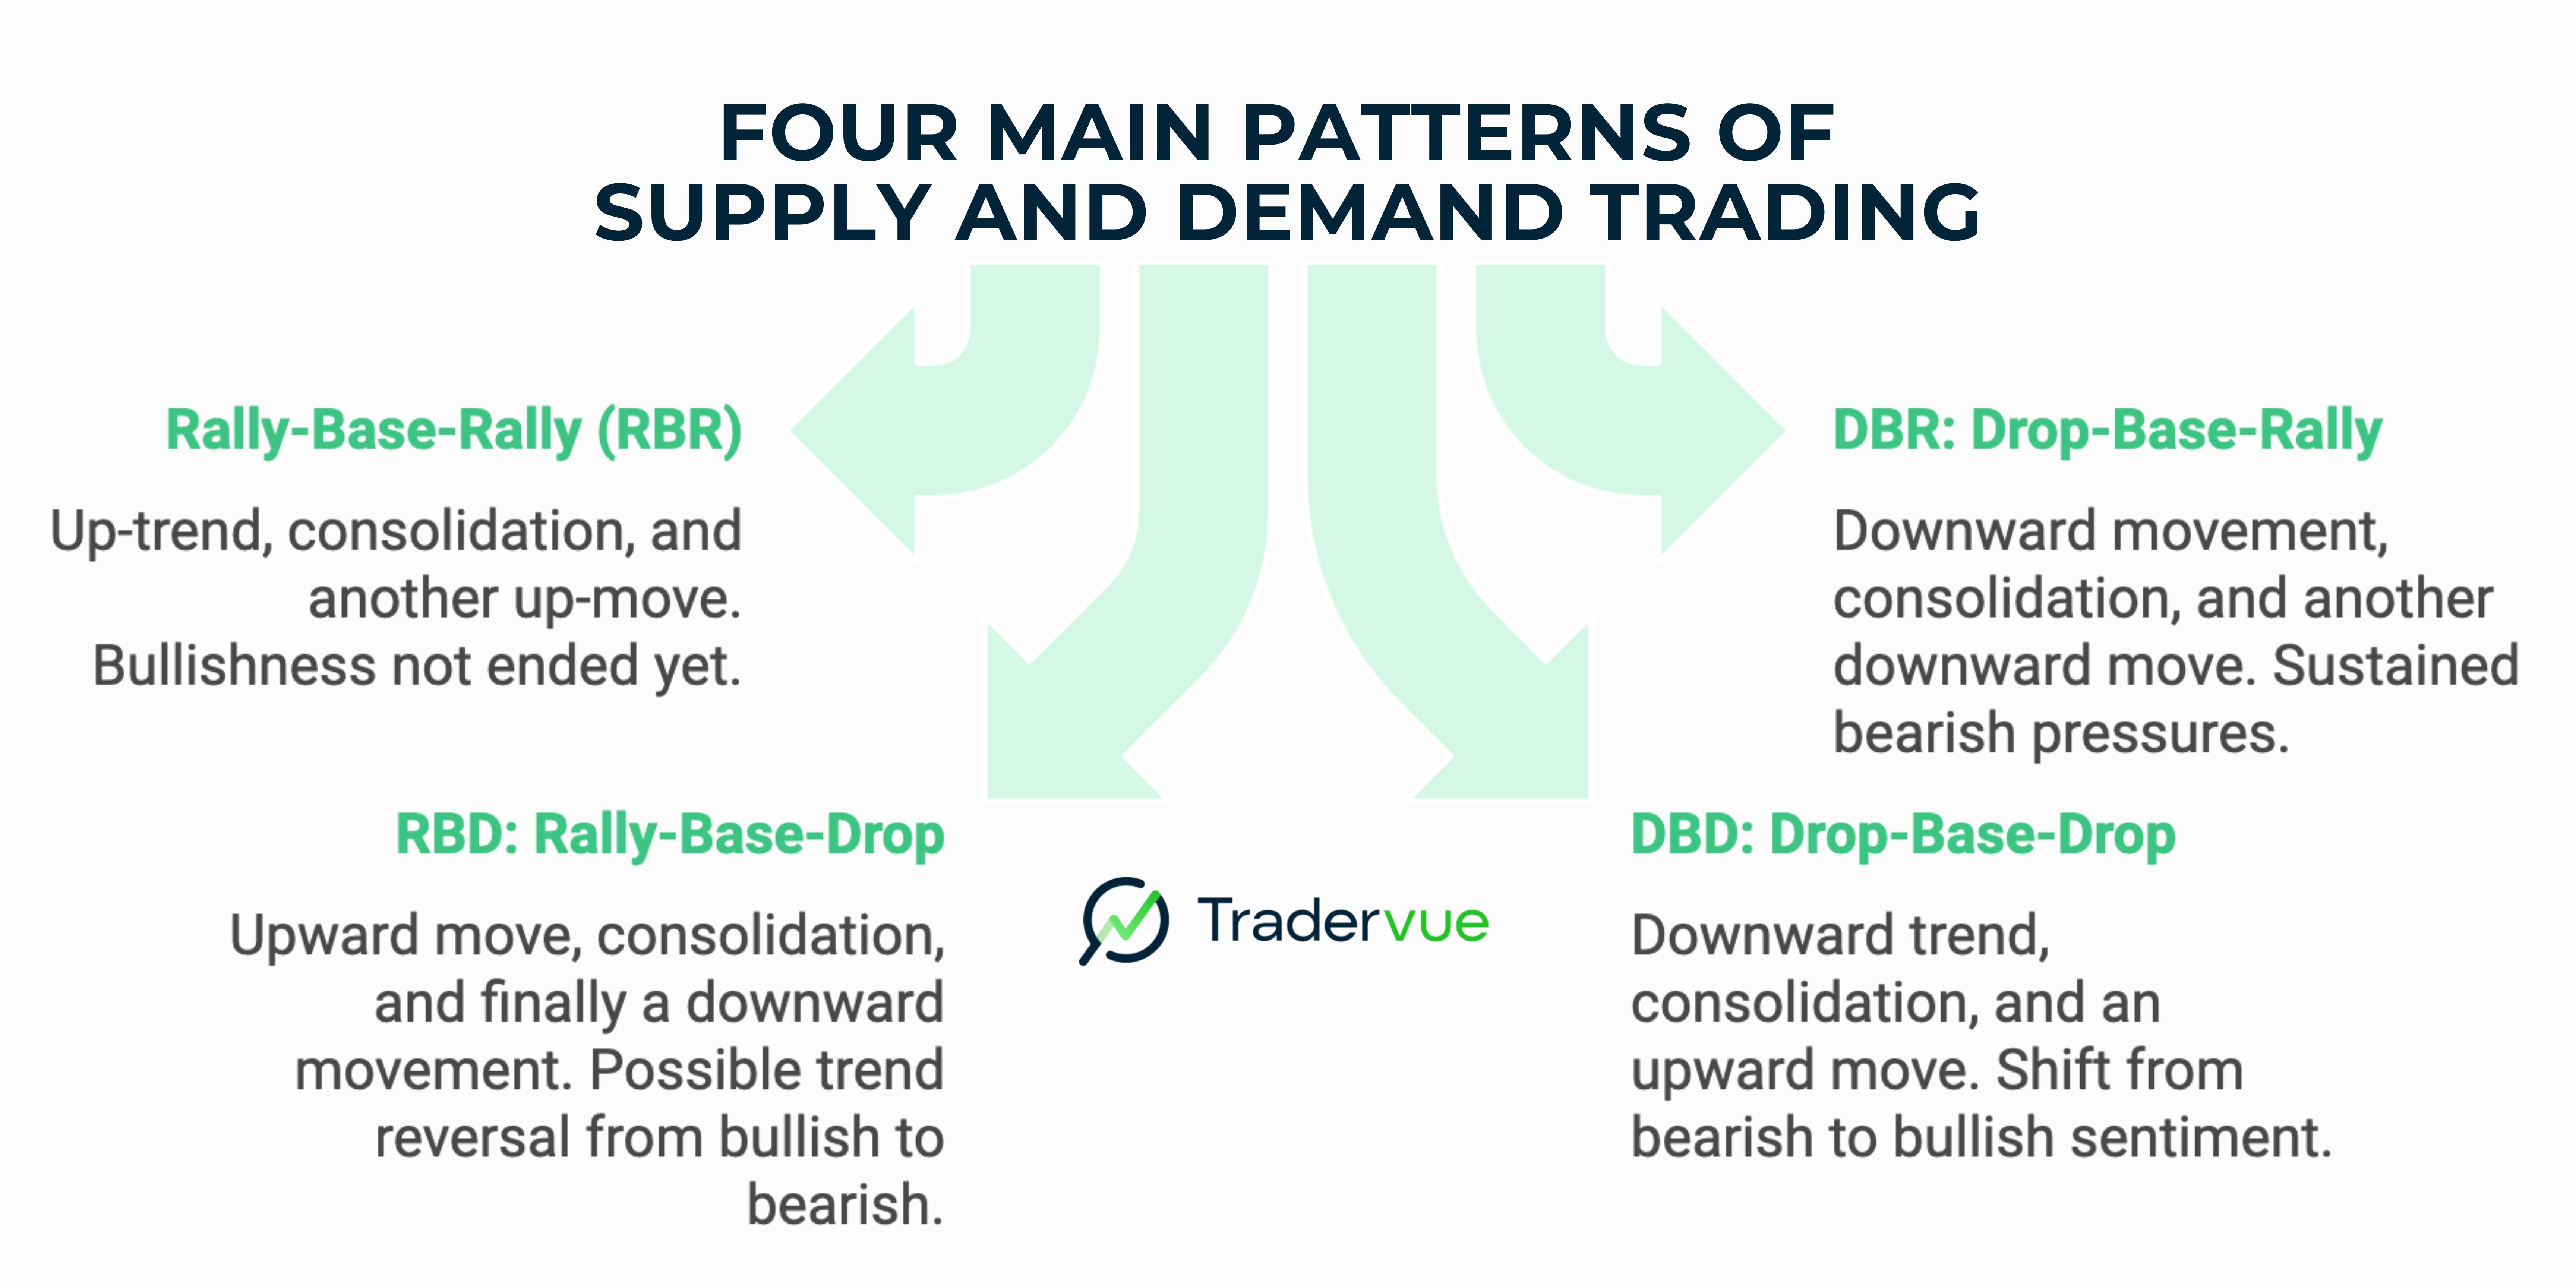 FOUR MAIN PATTERNS OF
SUPPLY AND DEMAND TRADING
Rally-Base-Rally (RBR)
Up-trend, consolidation, and
another up-move.
Bullishness not ended yet.
DBR: Drop-Base-Rally
Downward movement,
consolidation, and another
downward move. Sustained
bearish pressures.
RBD: Rally-Base-Drop
Upward move, consolidation,
and finally a downward
movement. Possible trend
reversal from bullish to
bearish.
DBD: Drop-Base-Drop
Downward trend,
consolidation, and an
upward move. Shift from
bearish to bullish sentiment.
Tradervue